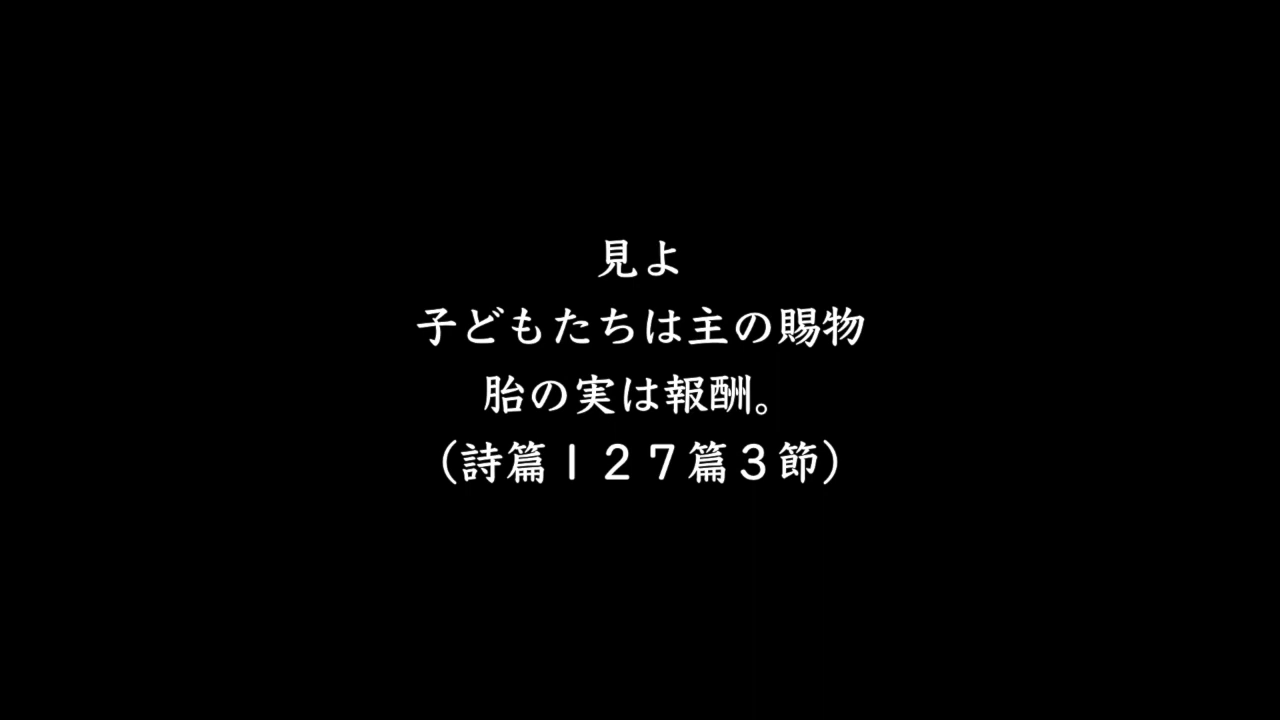 見よ
子どもたちは主の賜物
胎の実は報酬。
（詩篇１２７篇３節）